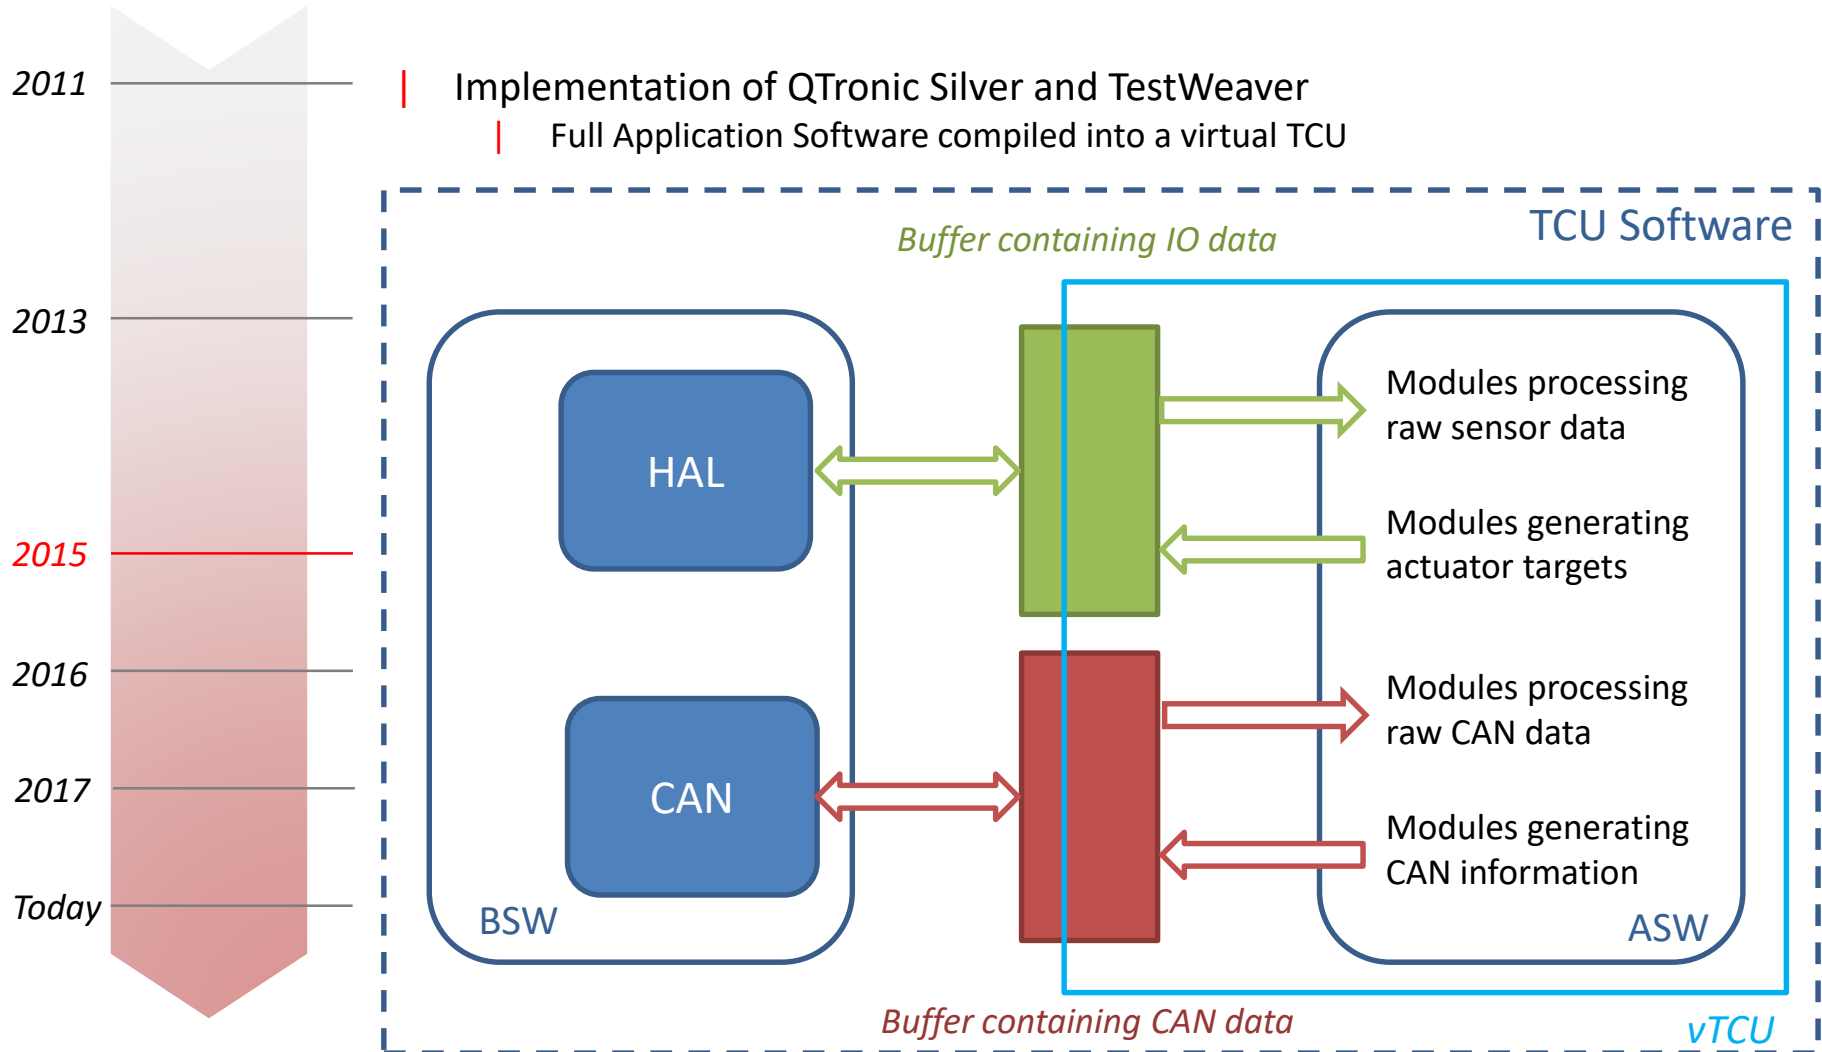 2011
2013
2015
2016
2017
Today
| Implementation of QTronic Silver and TestWeaver
| Full Application Software compiled into a virtual TCU
TCU Software
Buffer containing IO data
HAL
CAN
BSW
Modules processing
raw sensor data
Modules generating
actuator targets
Modules processing
raw CAN data
Modules generating
CAN information
ASW
Buffer containing CAN data
vTCU